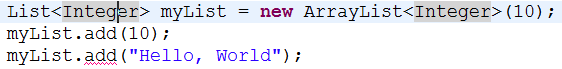 List<Integer> myList = new ArrayList<Integer>(10);
myList.add(10);
myList.add("Hello, World");